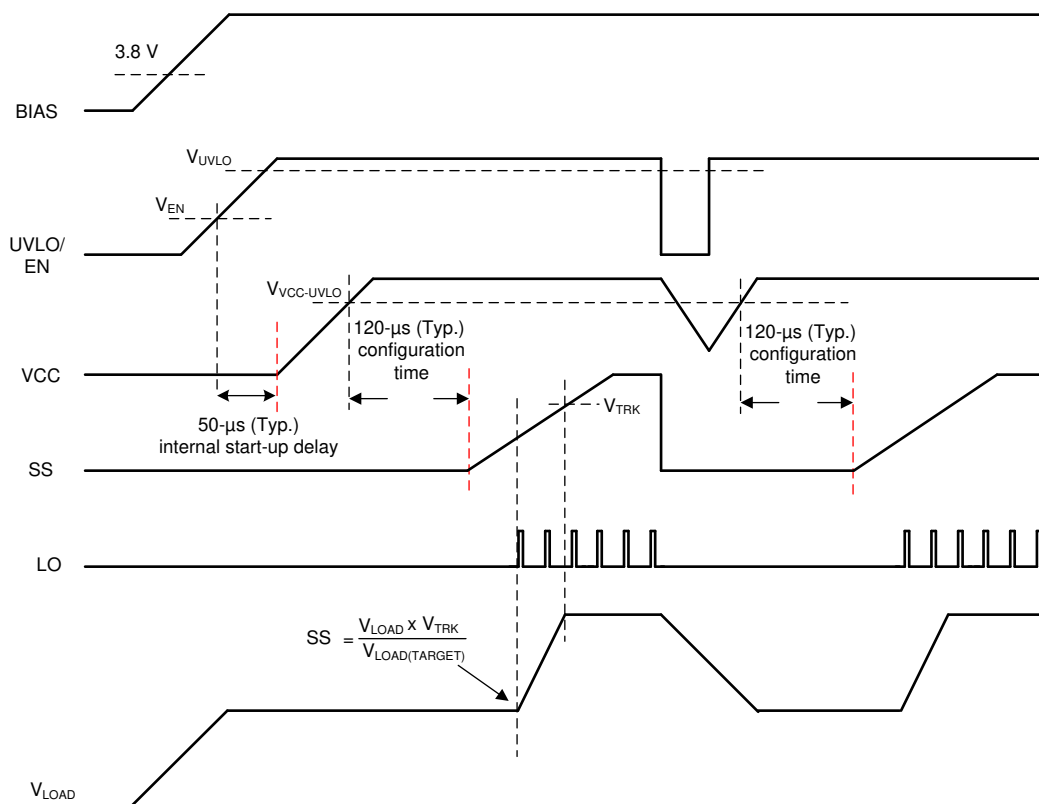 3.8 V
BIAS
VUVLO
VEN
UVLO/
EN
VVCC-UVLO
120-µs (Typ.)
configuration
time
120-µs (Typ.)
configuration
time
VCC
VTRK
50-µs (Typ.)
internal start-up delay
SS
LO
SS = VLOAD x VTRK
VLOAD(TARGET)
VLOAD